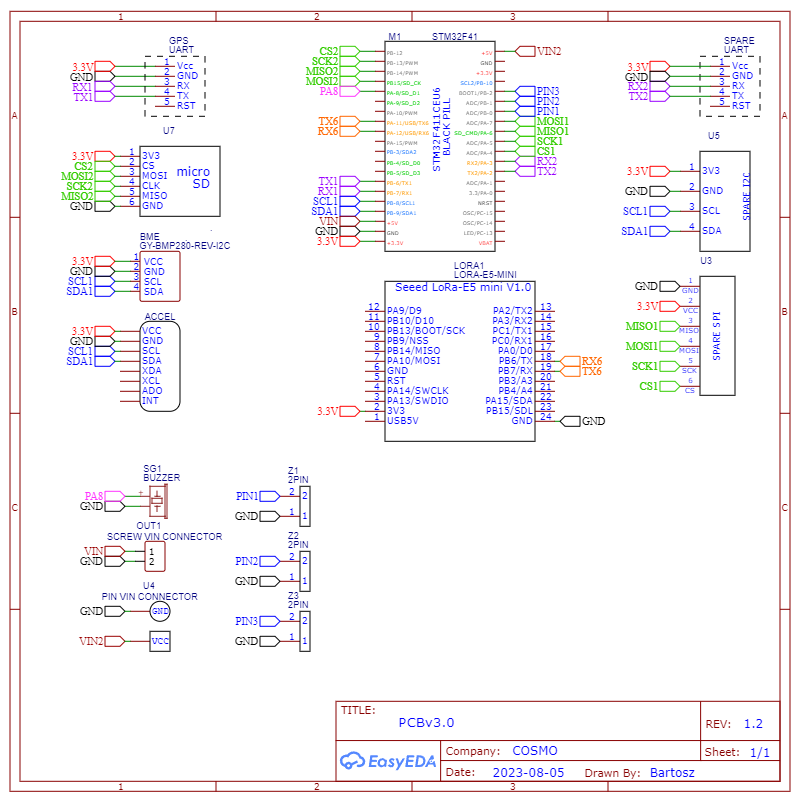 1 2 3
A A
B B
C C
1 2 3
GPS
UART
3.3V 1 Vcc
GND 2 GND
RX1 3 RX
TX1 4 TX
5 RST
U7
3.3V 1 3V3
CS2 2 CS
MOSI2 3 MOSI
SCK2 4 CLK
MISO2 5 MISO
GND 6 GND
micro
SD
BME
GY-BMP280-REV-I2C
3.3V 1 VCC
GND 2 GND
SCL1 3 SCL
SDA1 4 SDA
ACCEL
3.3V VCC
GND GND
SCL1 SCL
SDA1 SDA
XDA
XCL
ADO
INT
M1 STM32F41
STM32F411CEU6
BLACK PILL
CS2 PB-12
SCK2 PB-13/PWM
MISO2 PB-14/PWM
MOSI2 PB15/SD_CK
PA8 PA-8/SD_D1
PA-9/SD_D2
PA-10/PWM
TX6 PA-11/USB/TX6
RX6 PA-12/USB/RX6
PA-15/PWM
PB-3/SDA2
PB-4/SD_D0
PB-5/SD_D3
TX1 PB-6/TX1
RX1 PB-7/RX1
SCL1 PB-8/SCL1
SDA1 PB-9/SDA1
VIN +5V
GND GND
3.3V +3.3V
+5V VIN2
GND
+3.3V
SCL2/PB-10
BOOT1/PB-2 PIN3
ADC/PB-1 PIN2
ADC/PB-0 PIN1
ADC/PA-7 MOSI1
SD_CMD/PA-6 MISO1
ADC/PA-5 SCK1
ADC/PA-4 CS1
RX2/PA-3 RX2
TX2/PA-2 TX2
ADC/PA-1
3.3/PA-0
NRST
OSC/PC-15
OSC/PC-14
LED/PC-13
VBAT
LORA1
LORA-E5-MINI
Seeed LoRa-E5 mini V1.0
12 PA9/D9 PA2/TX2 13
11 PB10/D10 PA3/RX2 14
10 PB13/BOOT/SCK PC1/TX1 15
9 PB9/NSS PC0/RX1 16
8 PB14/MISO PA0/D0 17
7 PA10/MOSI PB6/TX 18 RX6
6 GND PB7/RX 19 TX6
5 RST PB3/A3 20
4 PA14/SWCLK PB4/A4 21
3 PA13/SWDIO PA15/SDA 22
3.3V 2 3V3 PB15/SDL 23
1 USB5V GND 24 GND
SPARE
UART
3.3V 1 Vcc
GND 2 GND
RX2 3 RX
TX2 4 TX
5 RST
U5
3.3V 1 3V3
GND 2 GND
SCL1 3 SCL
SDA1 4 SDA
SPARE I2C
U3
GND 1 GND
3.3V 2 VCC
MISO1 3 MISO
MOSI1 4 MOSI
SCK1 5 SCK
CS1 6 CS
SPARE SPI
SG1
BUZZER
PA8 +
GND
OUT1
SCREW VIN CONNECTOR
VIN 1
GND 2
U4
PIN VIN CONNECTOR
GND GND
VIN2 VCC
Z1
2PIN
PIN1 2 2
GND 1 1
Z2
2PIN
PIN2 2 2
GND 1 1
Z3
2PIN
PIN3 2 2
GND 1 1
TITLE:
PCBv3.0
REV: 1.2
EasyEDA
Company: COSMO
Sheet: 1/1
Date: 2023-08-05 Drawn By: Bartosz